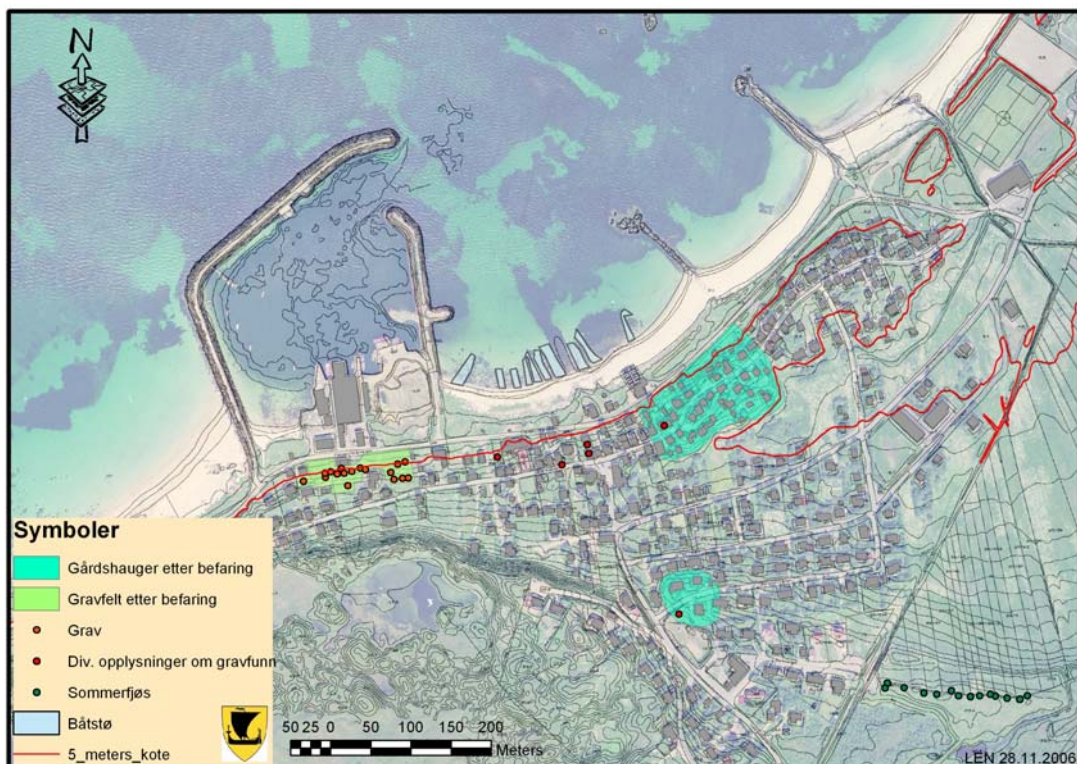 N
Symboler
Gårdshauger etter befaring
Gravfelt etter befaring
Grav
Div. opplysninger om gravfunn
Sommerfjøs
Båtstø
5_meters_kote
50 25 0 50 100 150 200
Meters
LEN 28.11.2006